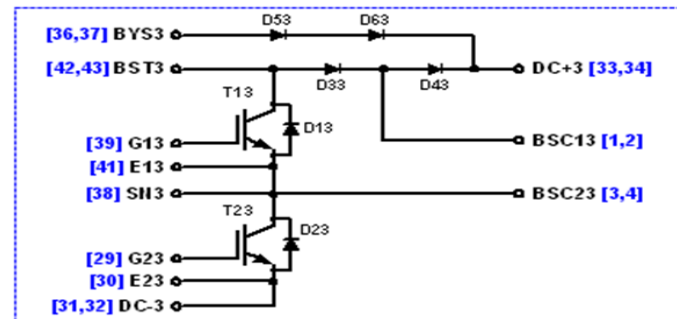 D53 D63
[36,37] BYS3
[42,43] BST3 DC+3 [33,34]
D33 D43
T13
D13
[39] G13 BSC13 [1,2]
[41] E13
[38] SN3 BSC23 [3,4]
T23
D23
[29] G23
[30] E23
[31,32] DC-3